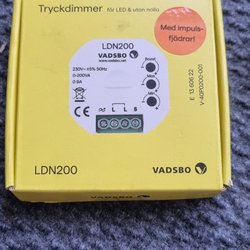 Tryckdimmer för LED & utan nolla
Med impuls-
fjädrar!
LDN200
VADSBO
www.vadsbo.net
230V~ ±5% 50Hz
0-200VA
0-9A
Boost
Max
Min
L L S
E 13 606 22
V-40P0200-001
LDN200
VADSBO